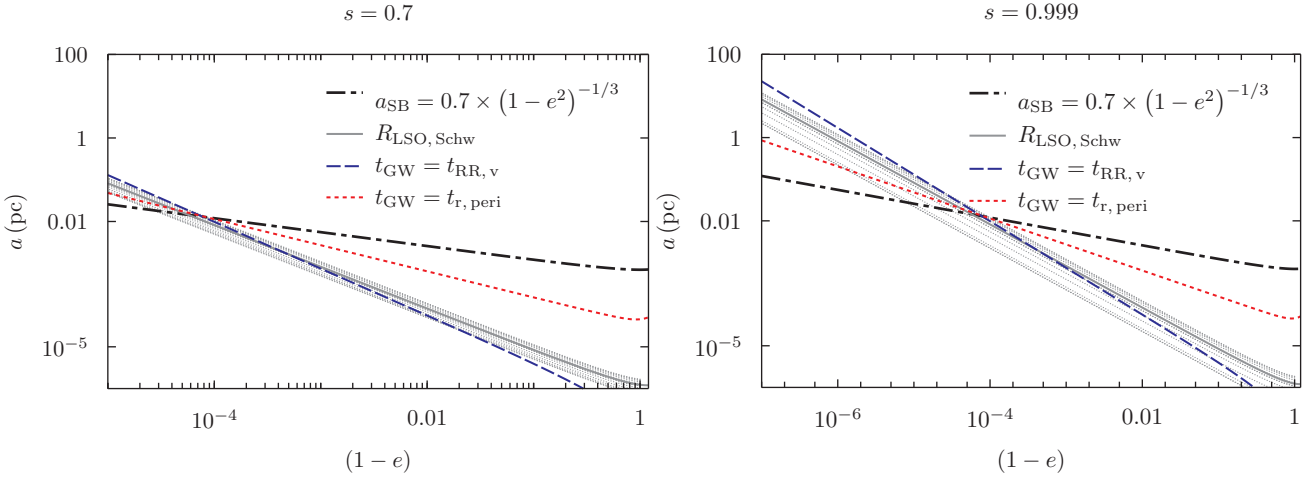 s = 0.7
100
1
0.01
10⁻⁵
a (pc)
a_SB = 0.7 × (1 − e²)^−1/3
R_LSO, Schw
t_GW = t_RR, v
t_GW = t_r, peri
10⁻⁴
0.01
1
(1 − e)
s = 0.999
100
1
0.01
10⁻⁵
a (pc)
a_SB = 0.7 × (1 − e²)^−1/3
R_LSO, Schw
t_GW = t_RR, v
t_GW = t_r, peri
10⁻⁶
10⁻⁴
0.01
1
(1 − e)